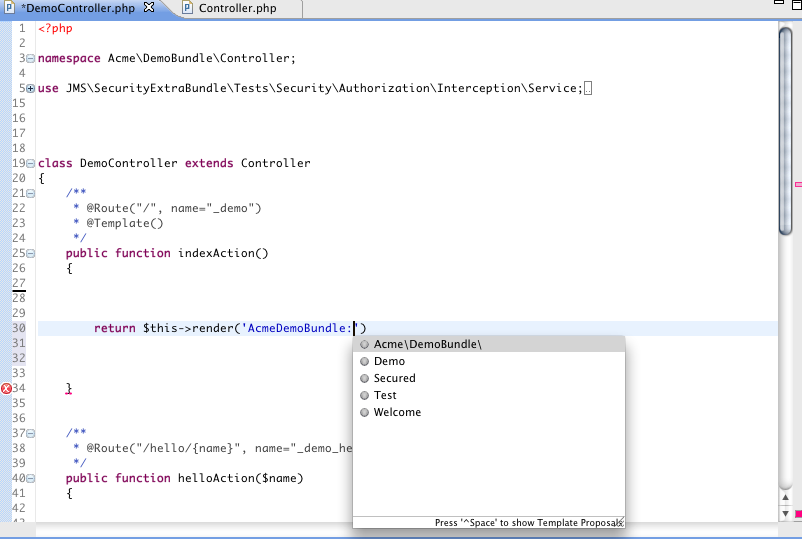 *DemoController.php
Controller.php
1 <?php
2
3 namespace Acme\DemoBundle\Controller;
4
5 use JMS\SecurityExtraBundle\Tests\Security\Authorization\Interception\Service;
15
16
17
18
19 class DemoController extends Controller
20 {
21 /**
22 * @Route("/", name="_demo")
23 * @Template()
24 */
25 public function indexAction()
26 {
27
28
29
30 return $this->render('AcmeDemoBundle:')
31
32
33
34 }
35
36
37 /**
38 * @Route("/hello/{name}", name="_demo_he
39 */
40 public function helloAction($name)
41 {
42
Acme\DemoBundle\
Demo
Secured
Test
Welcome
Press '^Space' to show Template Proposals